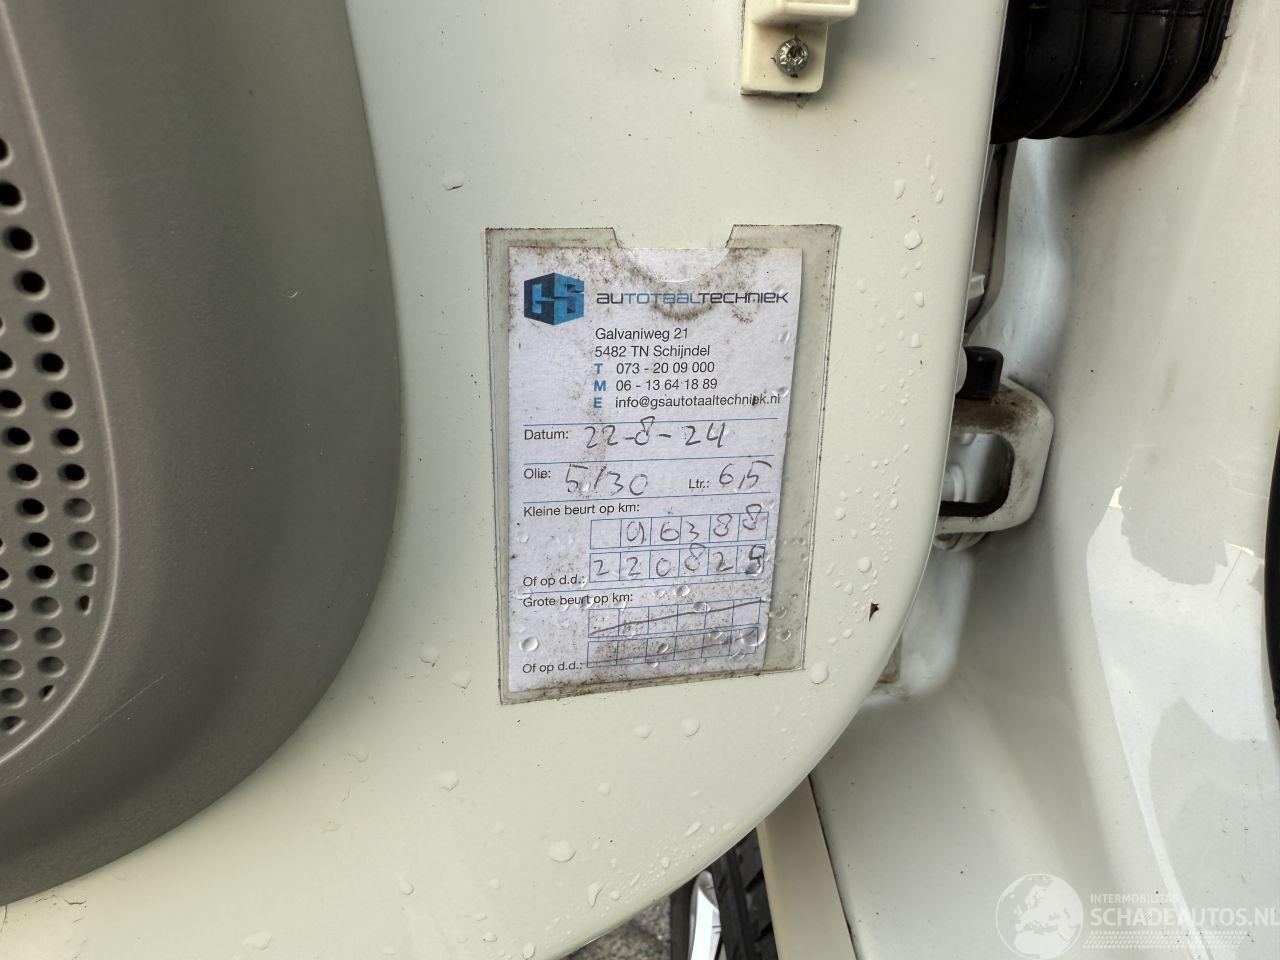 GS AUTOTAALTECHNIEK
Galvaniweg 21
5482 TN Schijndel
T 073 - 20 09 000
M 06 - 13 64 18 89
E info@gsautotaaltechniek.nl
Datum: 22-8-24
Olie: 5/30 Ltr.: 6,5
Kleine beurt op km:
096388
Of op d.d.: 220825
Grote beurt op km:
Of op d.d.:
INTERMOBILITAS
SCHADEAUTOS.NL